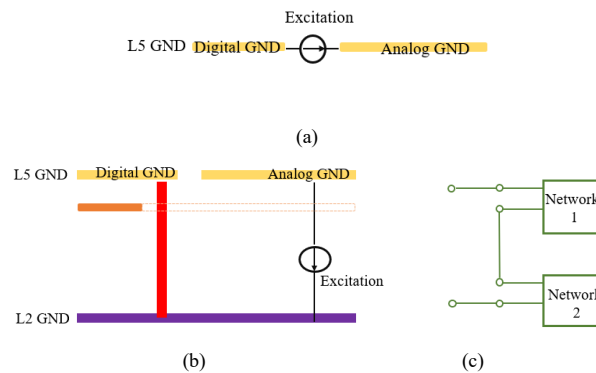 Excitation
L5 GND
Digital GND
Analog GND
(a)
L5 GND
Digital GND
Analog GND
Excitation
L2 GND
Network
1
Network
2
(b)
(c)